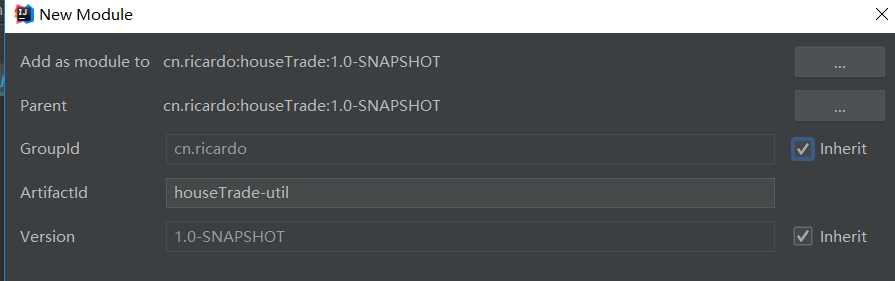 New Module
Add as module to cn.ricardo:houseTrade:1.0-SNAPSHOT ...
Parent cn.ricardo:houseTrade:1.0-SNAPSHOT ...
GroupId cn.ricardo Inherit
ArtifactId houseTrade-util
Version 1.0-SNAPSHOT Inherit